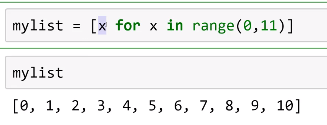 mylist = [x for x in range(0,11)]
mylist
[0, 1, 2, 3, 4, 5, 6, 7, 8, 9, 10]